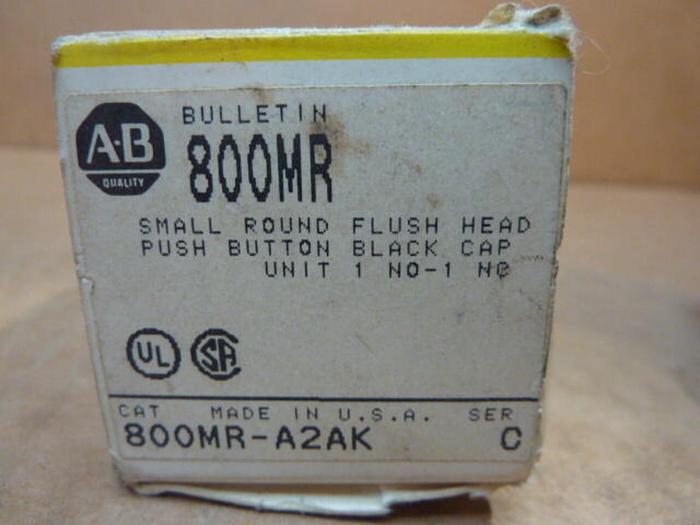 A-B
QUALITY
BULLETIN
800MR
SMALL ROUND FLUSH HEAD
PUSH BUTTON BLACK CAP
UNIT 1 NO-1 NC
UL SA
CAT MADE IN U.S.A. SER
800MR-A2AK C